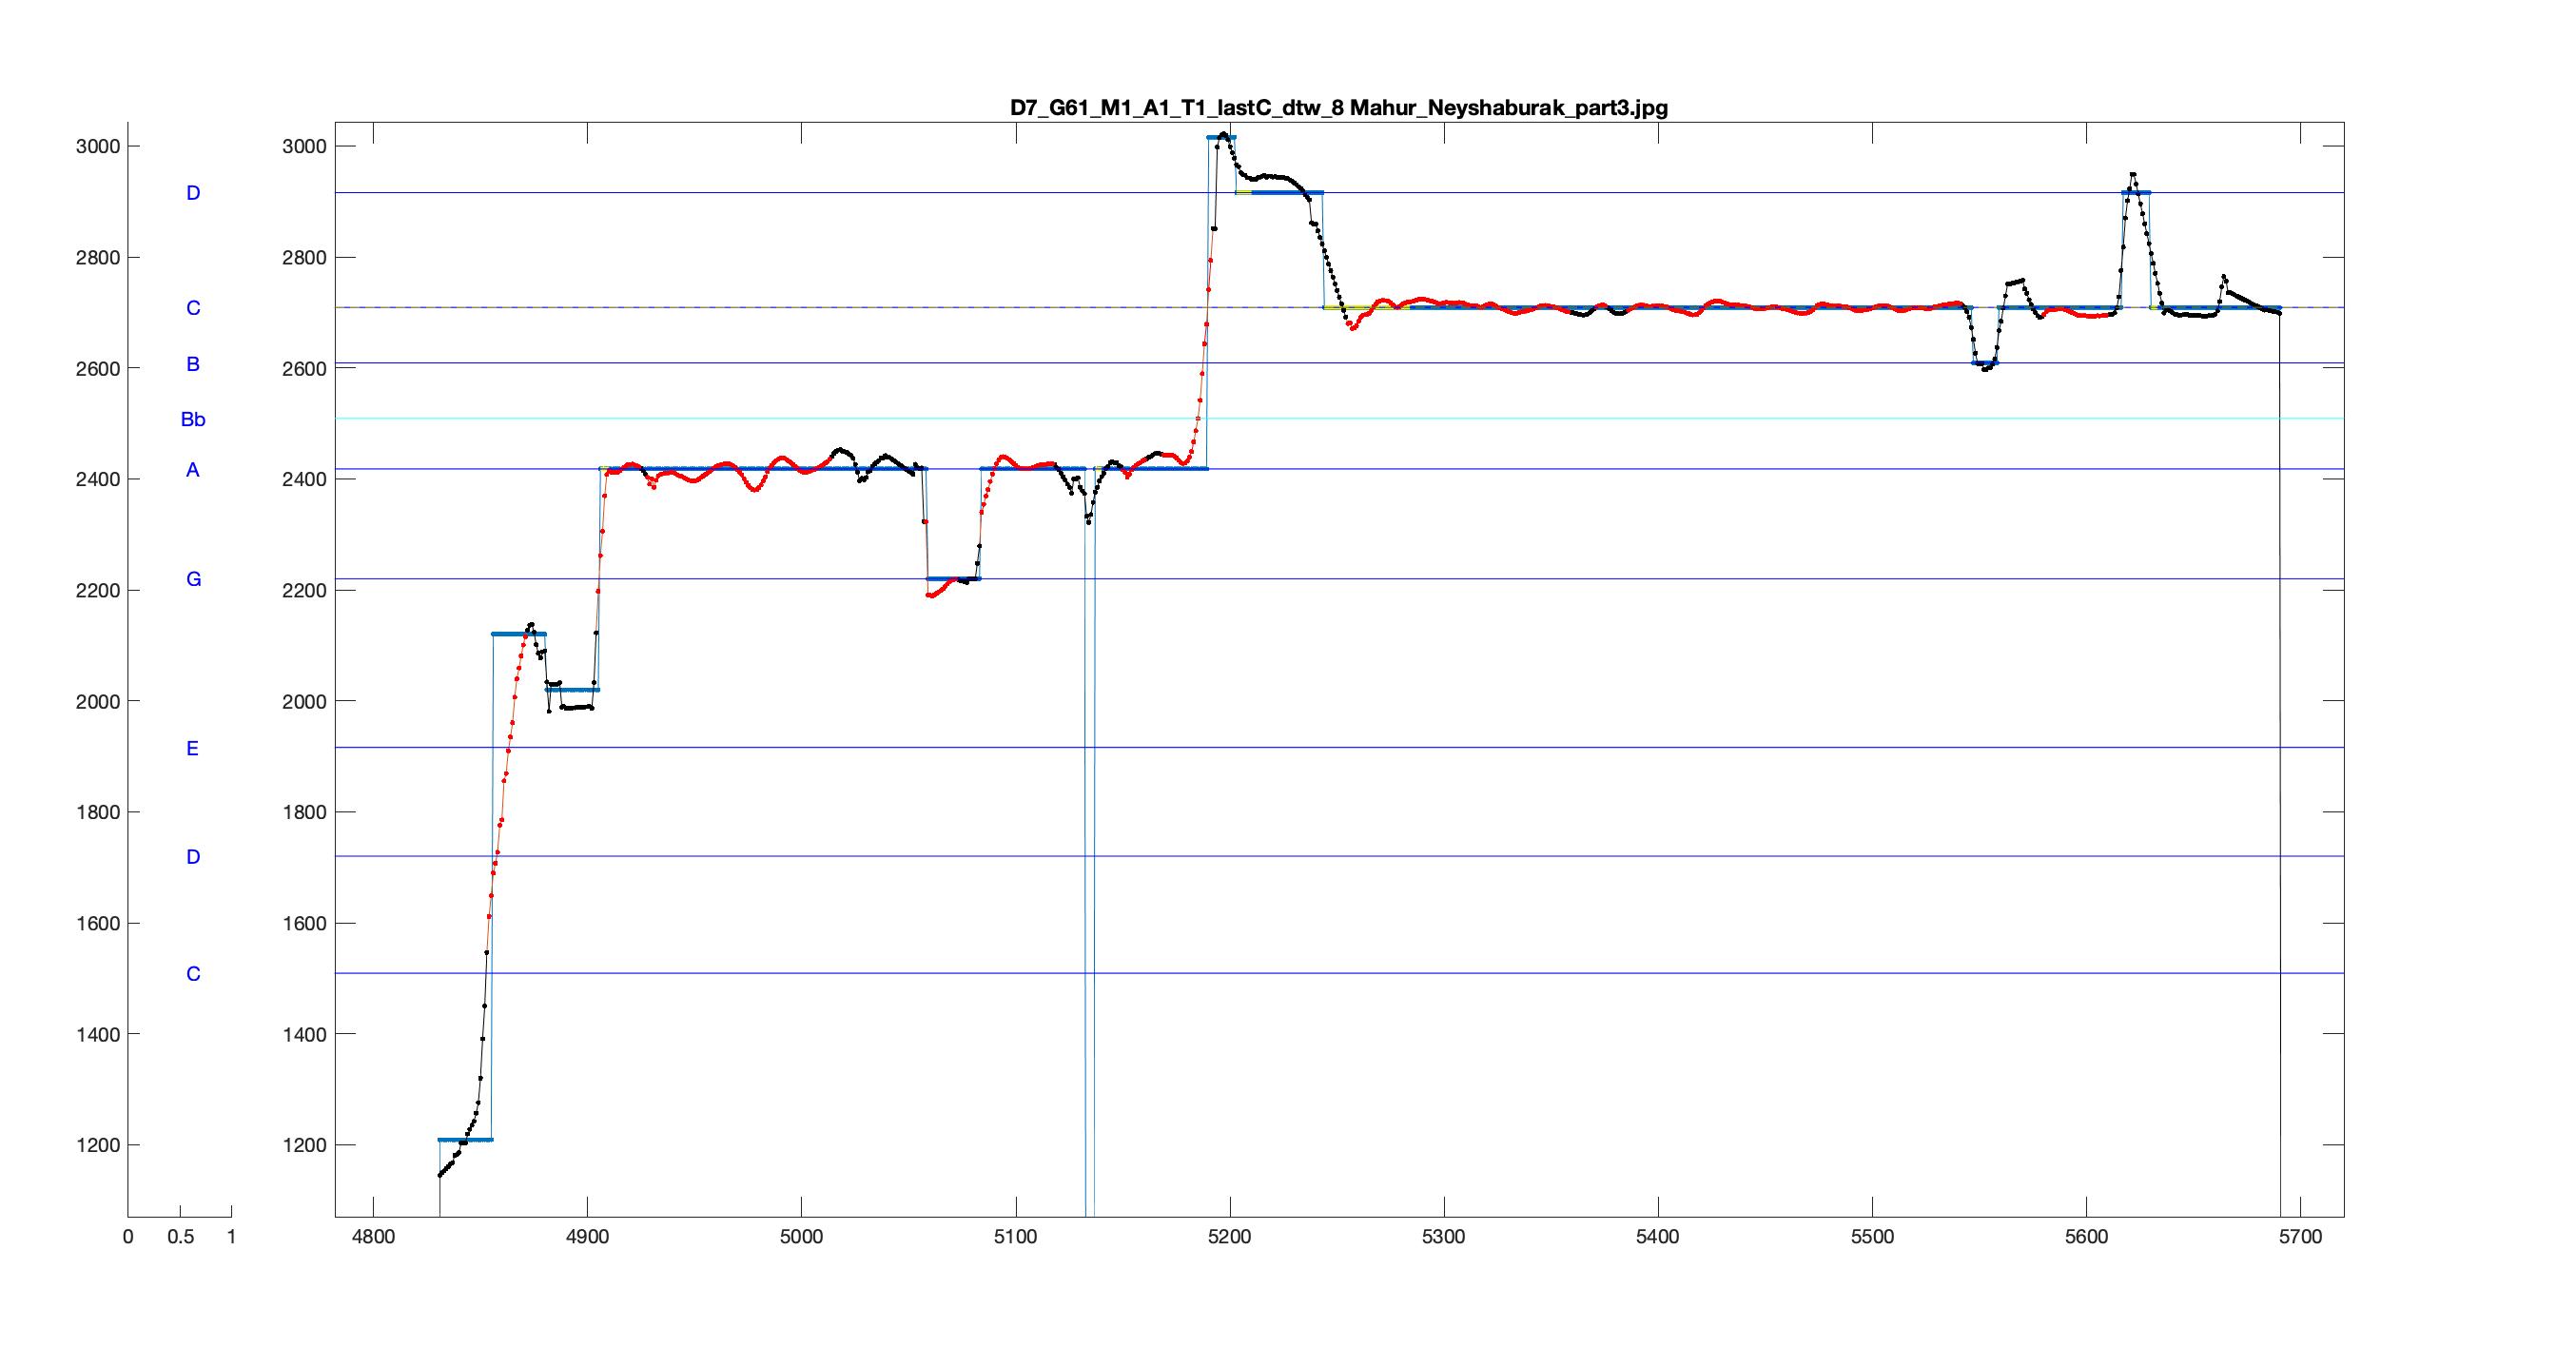 D7_G61_M1_A1_T1_lastC_dtw_8 Mahur_Neyshaburak_part3.jpg
3000 3000
D
2800 2800
C
2600 B 2600
Bb
2400 A 2400
2200 G 2200
2000 2000
E
1800 1800
D
1600 1600
C
1400 1400
1200 1200
0 0.5 1 4800 4900 5000 5100 5200 5300 5400 5500 5600 5700